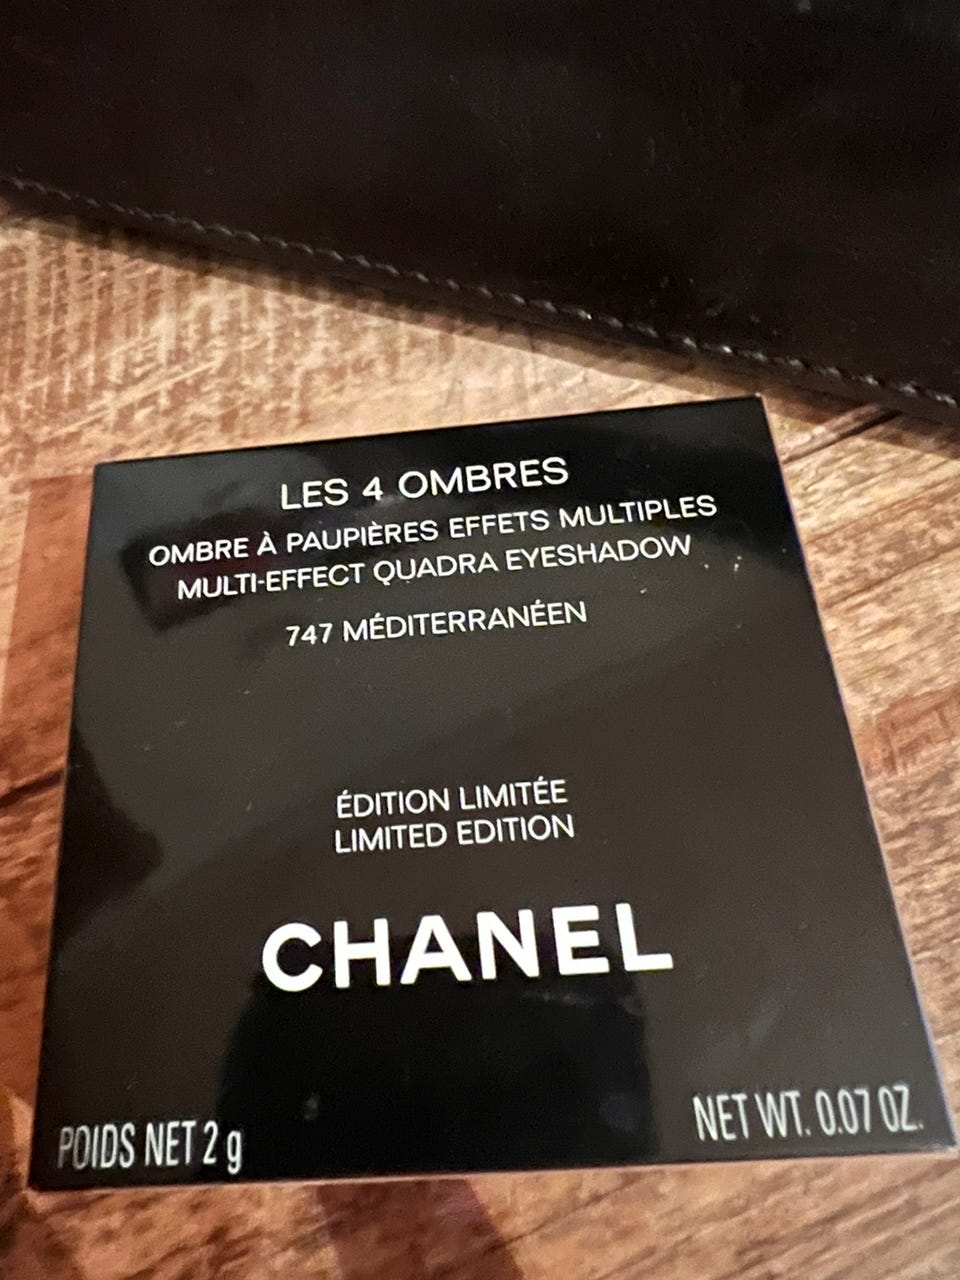 LES 4 OMBRES
OMBRE À PAUPIÈRES EFFETS MULTIPLES
MULTI-EFFECT QUADRA EYESHADOW
747 MÉDITERRANÉEN
ÉDITION LIMITÉE
LIMITED EDITION
CHANEL
POIDS NET 2 g
NET WT. 0.07 OZ.